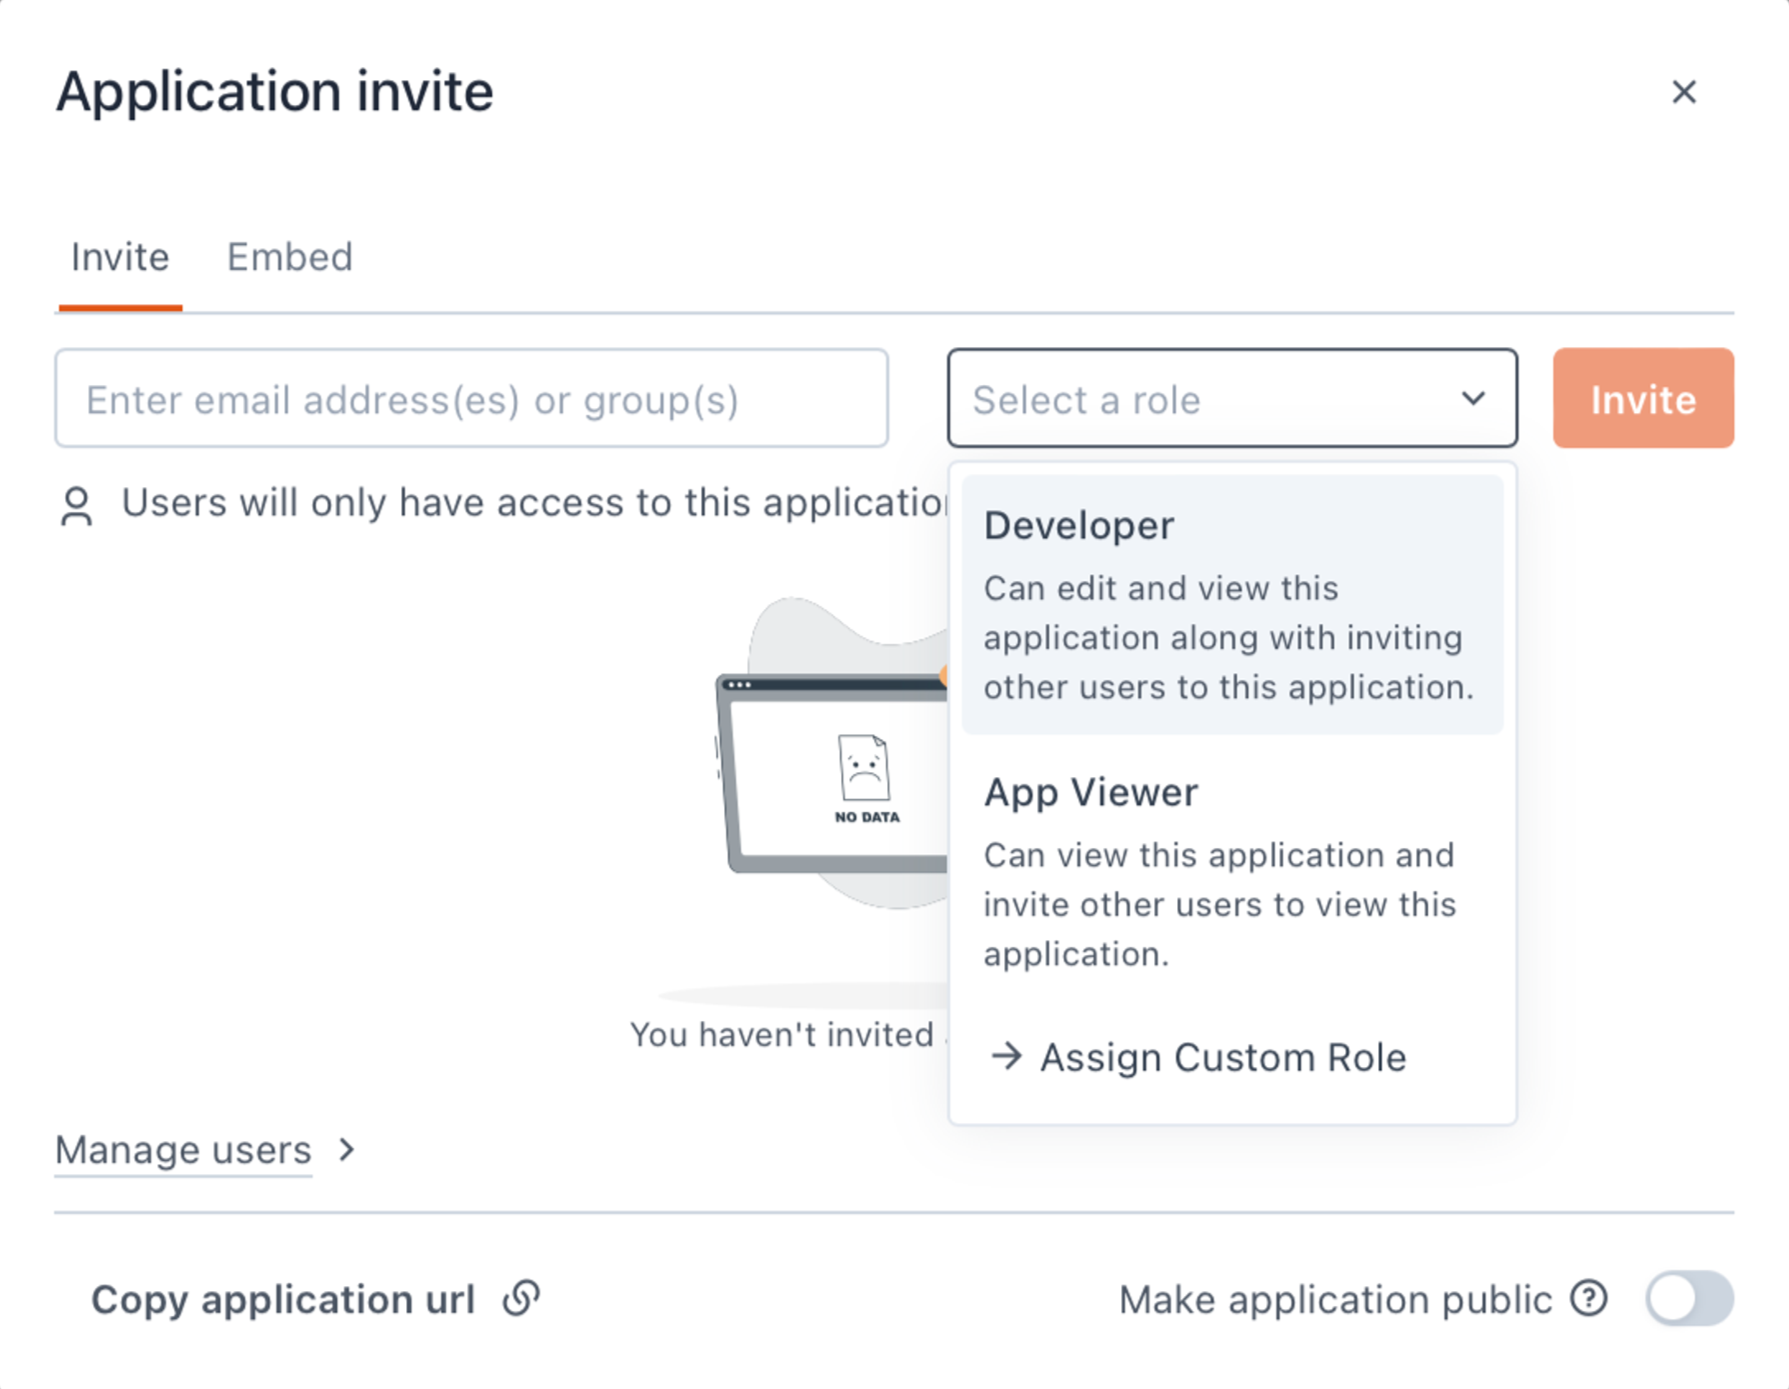 Application invite
Invite
Embed
Enter email address(es) or group(s)
Select a role
Invite
Users will only have access to this
Developer
Can edit and view this
application along with inviting
other users to this application.
NO DATA
App Viewer
Can view this application and
invite other users to view this
application.
You haven't invited
Assign Custom Role
Manage users
Copy application url
Make application public